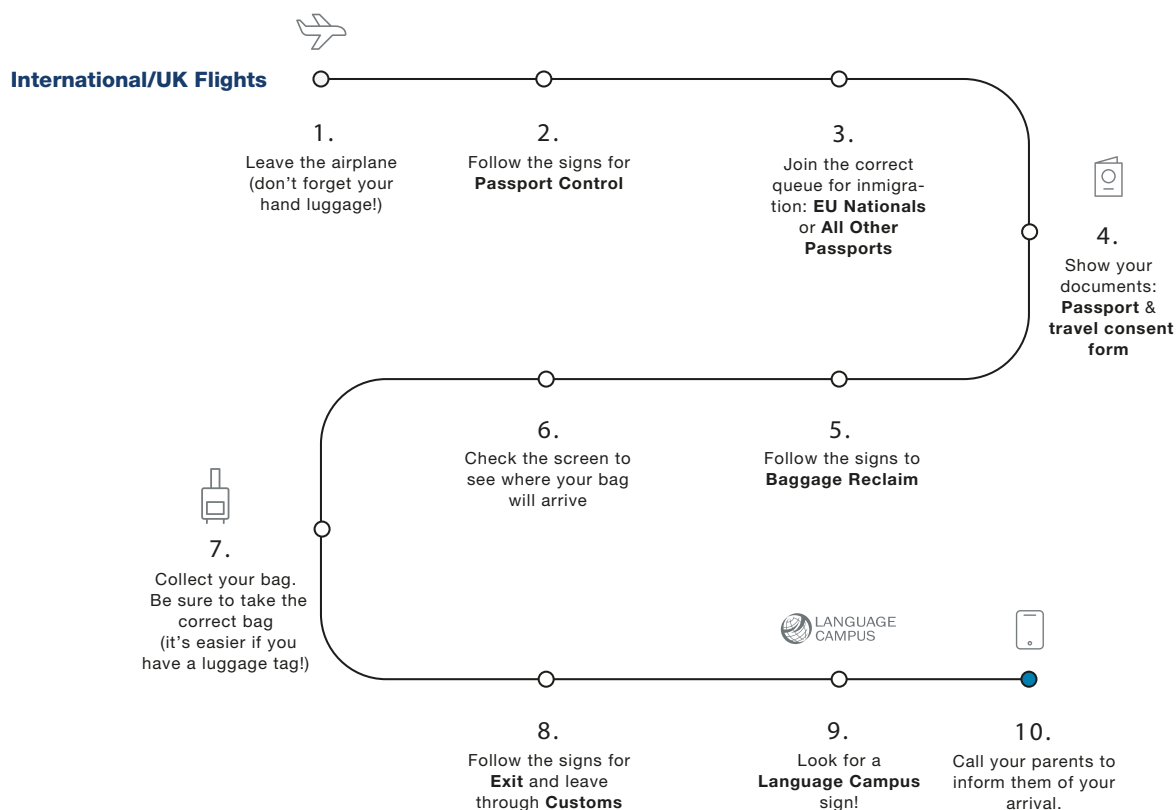 International/UK Flights
1.
Leave the airplane
(don’t forget your
hand luggage!)
2.
Follow the signs for
Passport Control
3.
Join the correct
queue for inmigra-
tion: EU Nationals
or All Other
Passports
4.
Show your
documents:
Passport &
travel consent
form
5.
Follow the signs to
Baggage Reclaim
6.
Check the screen to
see where your bag
will arrive
7.
Collect your bag.
Be sure to take the
correct bag
(it’s easier if you
have a luggage tag!)
8.
Follow the signs for
Exit and leave
through Customs
LANGUAGE
CAMPUS
9.
Look for a
Language Campus
sign!
10.
Call your parents to
inform them of your
arrival.